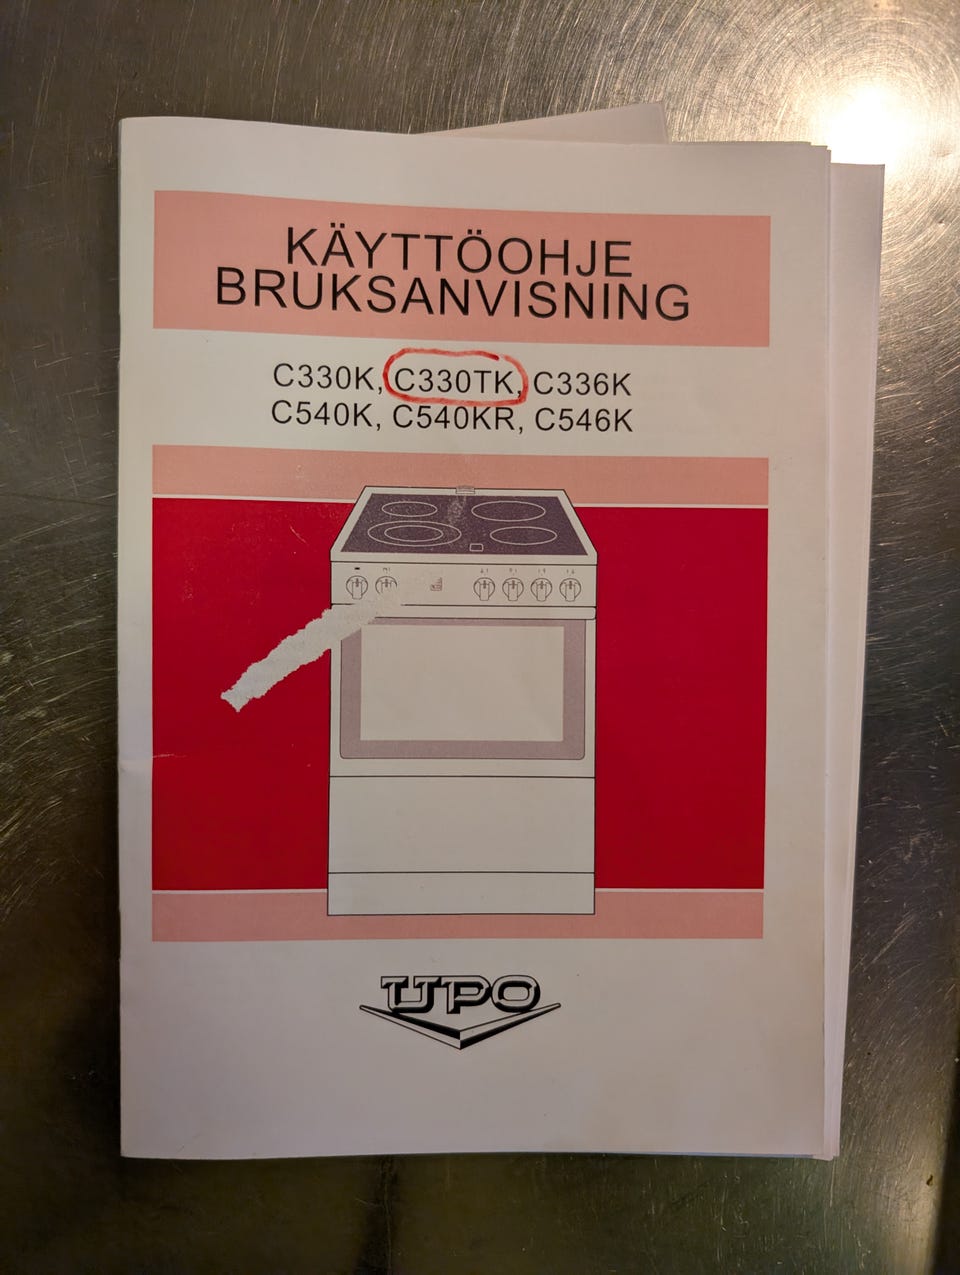 KÄYTTÖOHJE
BRUKSANVISNING
C330K, C330TK, C336K
C540K, C540KR, C546K
UPO